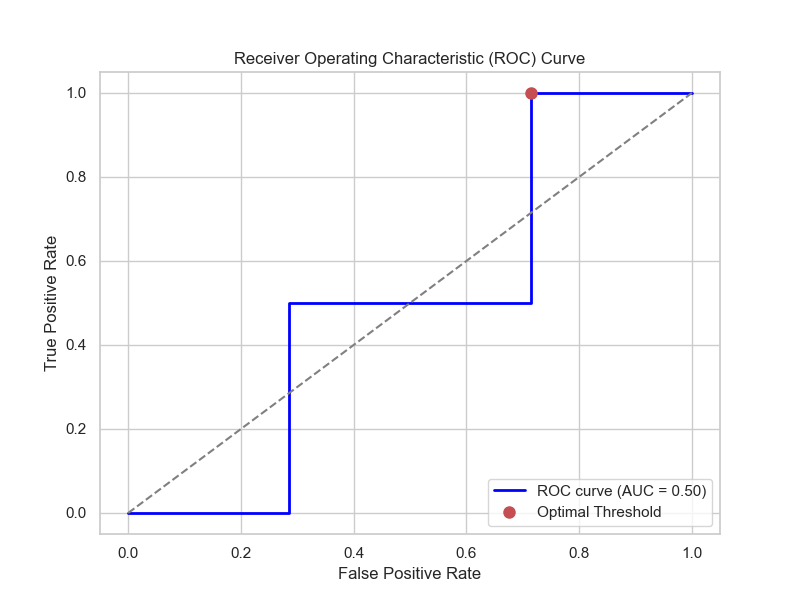 Receiver Operating Characteristic (ROC) Curve
True Positive Rate
1.0
0.8
0.6
0.4
0.2
0.0
0.0 0.2 0.4 0.6 0.8 1.0
False Positive Rate
ROC curve (AUC = 0.50)
Optimal Threshold